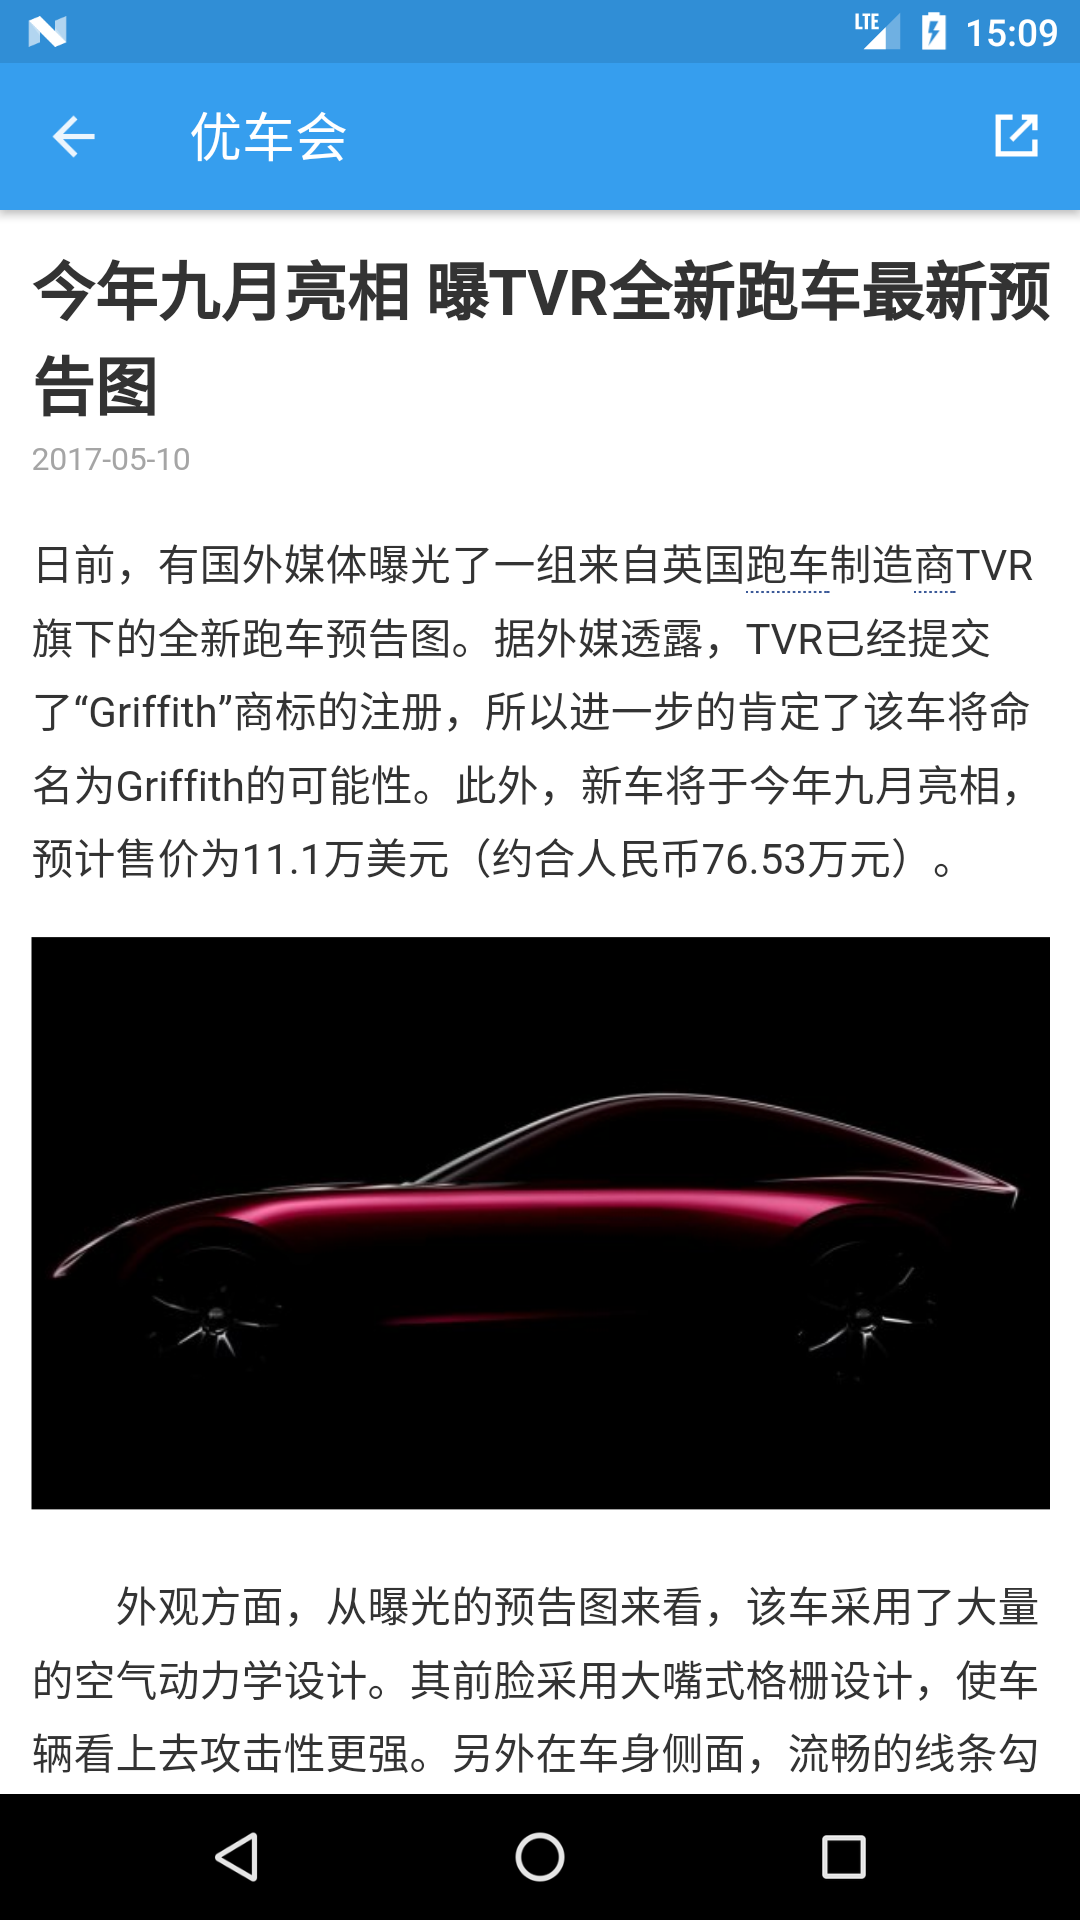 LTE 15:09
优车会
今年九月亮相 曝TVR全新跑车最新预
告图
2017-05-10
日前，有国外媒体曝光了一组来自英国跑车制造商TVR
旗下的全新跑车预告图。据外媒透露，TVR已经提交
了“Griffith”商标的注册，所以进一步的肯定了该车将命
名为Griffith的可能性。此外，新车将于今年九月亮相，
预计售价为11.1万美元（约合人民币76.53万元）。
外观方面，从曝光的预告图来看，该车采用了大量
的空气动力学设计。其前脸采用大嘴式格栅设计，使车
辆看上去攻击性更强。另外在车身侧面，流畅的线条勾